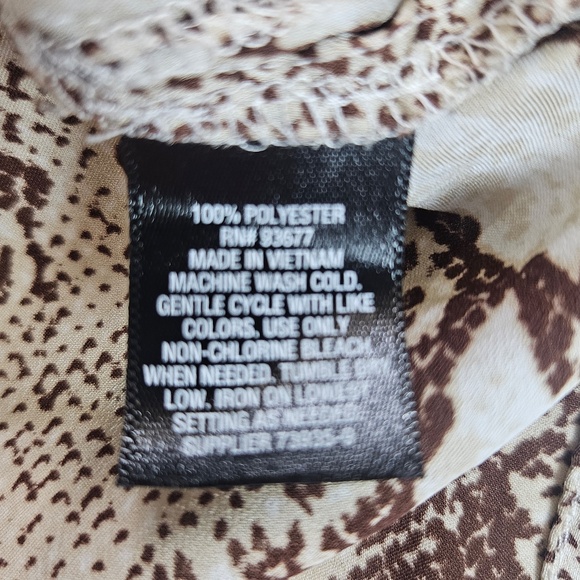 100% POLYESTER
RN# 93677
MADE IN VIETNAM
MACHINE WASH COLD.
GENTLE CYCLE WITH LIKE
COLORS. USE ONLY
NON-CHLORINE BLEACH
WHEN NEEDED. TUMBLE DRY
LOW. IRON ON LOWEST
SETTING AS NEEDED
SUPPLIER